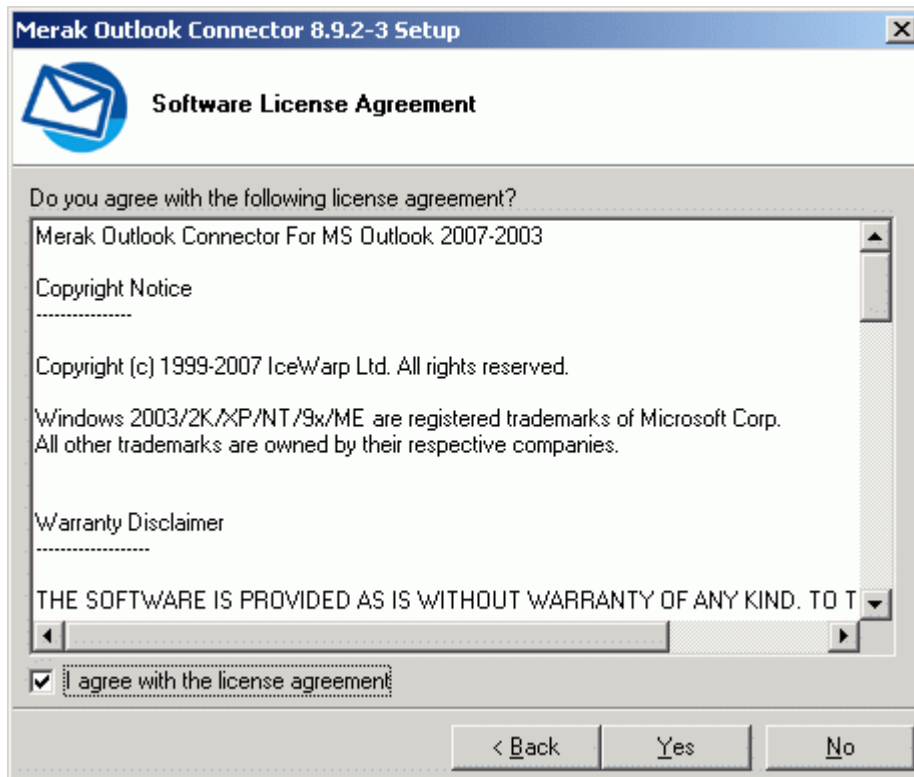 Merak Outlook Connector 8.9.2-3 Setup
Software License Agreement
Do you agree with the following license agreement?
Merak Outlook Connector For MS Outlook 2007-2003
Copyright Notice
----------------
Copyright (c) 1999-2007 IceWarp Ltd. All rights reserved.
Windows 2003/2K/XP/NT/9x/ME are registered trademarks of Microsoft Corp.
All other trademarks are owned by their respective companies.
Warranty Disclaimer
-------------------
THE SOFTWARE IS PROVIDED AS IS WITHOUT WARRANTY OF ANY KIND. TO T
I agree with the license agreement
< Back Yes No